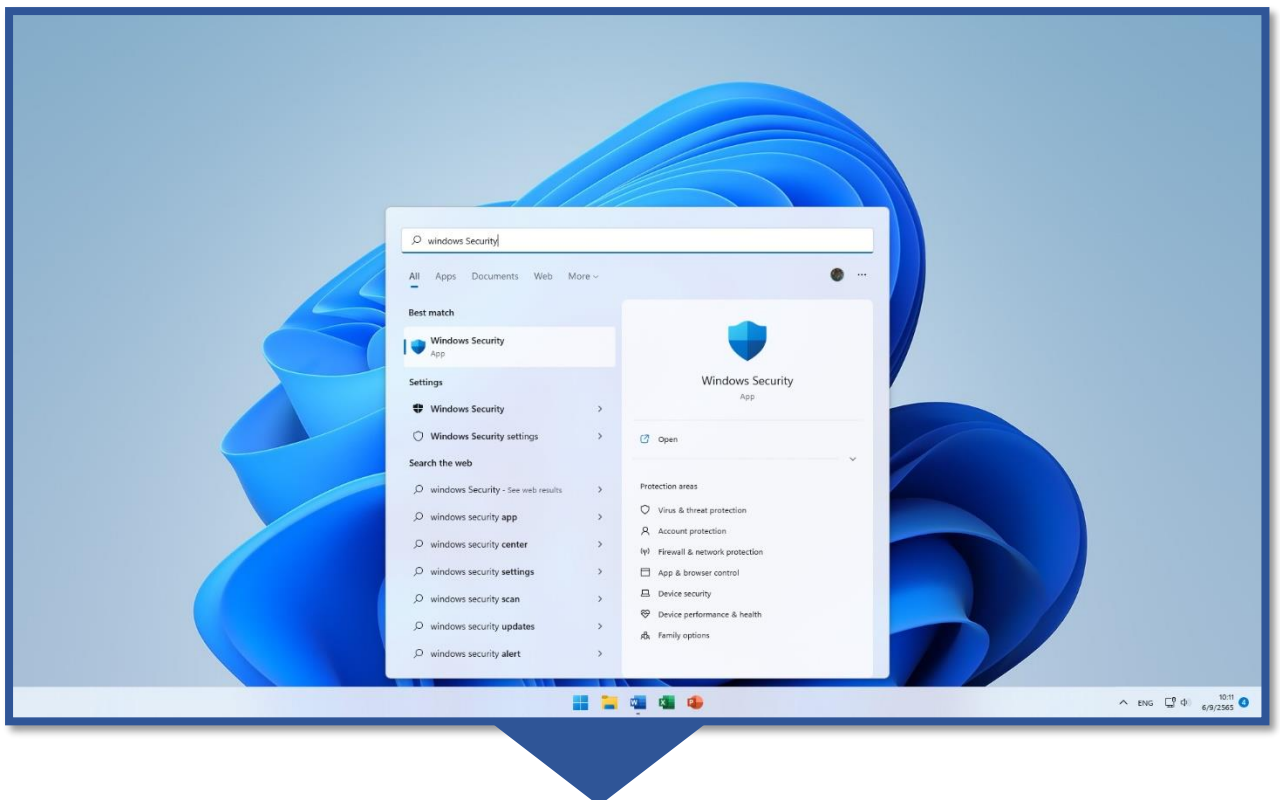 windows Security
All Apps Documents Web More
Best match
Windows Security
App
Settings
Windows Security
Windows Security settings
Search the web
windows Security - See web results
windows security app
windows security center
windows security settings
windows security scan
windows security updates
windows security alert
Windows Security
App
Open
Protection areas
Virus & threat protection
Account protection
Firewall & network protection
App & browser control
Device security
Device performance & health
Family options
ENG
10:11
6/9/2565
4